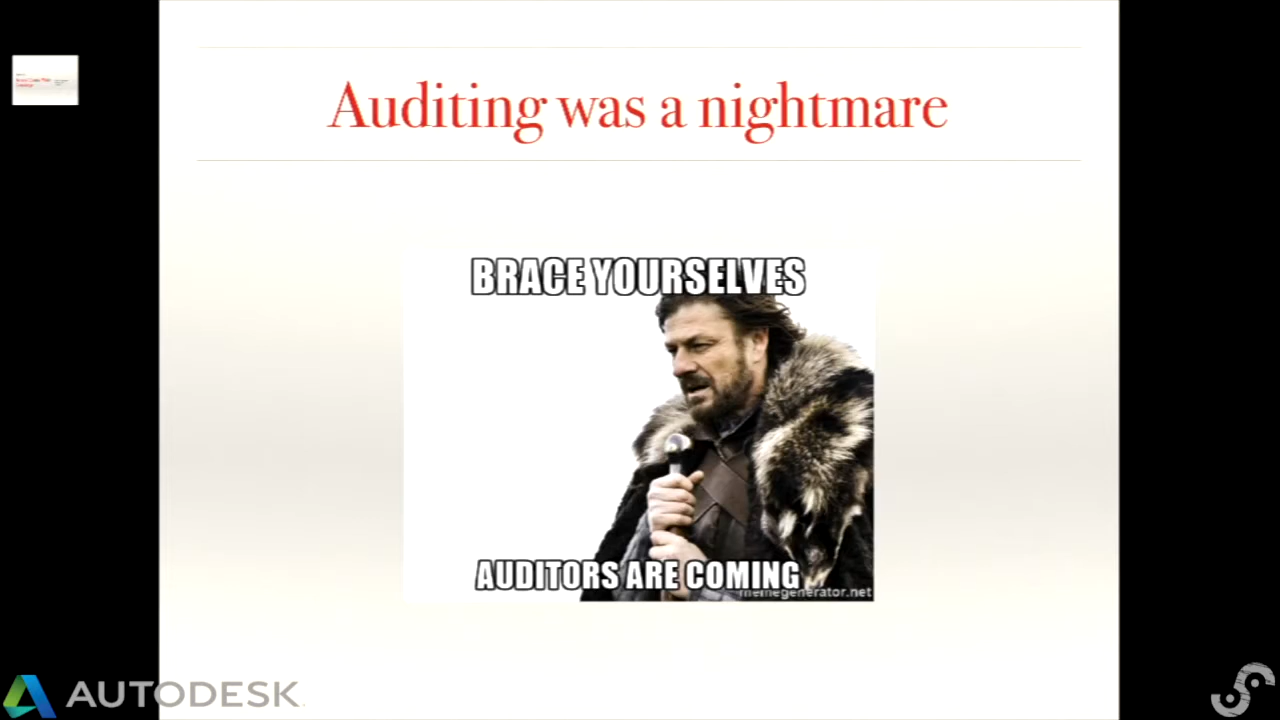 Auditing was a nightmare
BRACE YOURSELVES
AUDITORS ARE COMING
memegenerator.net
AUTODESK